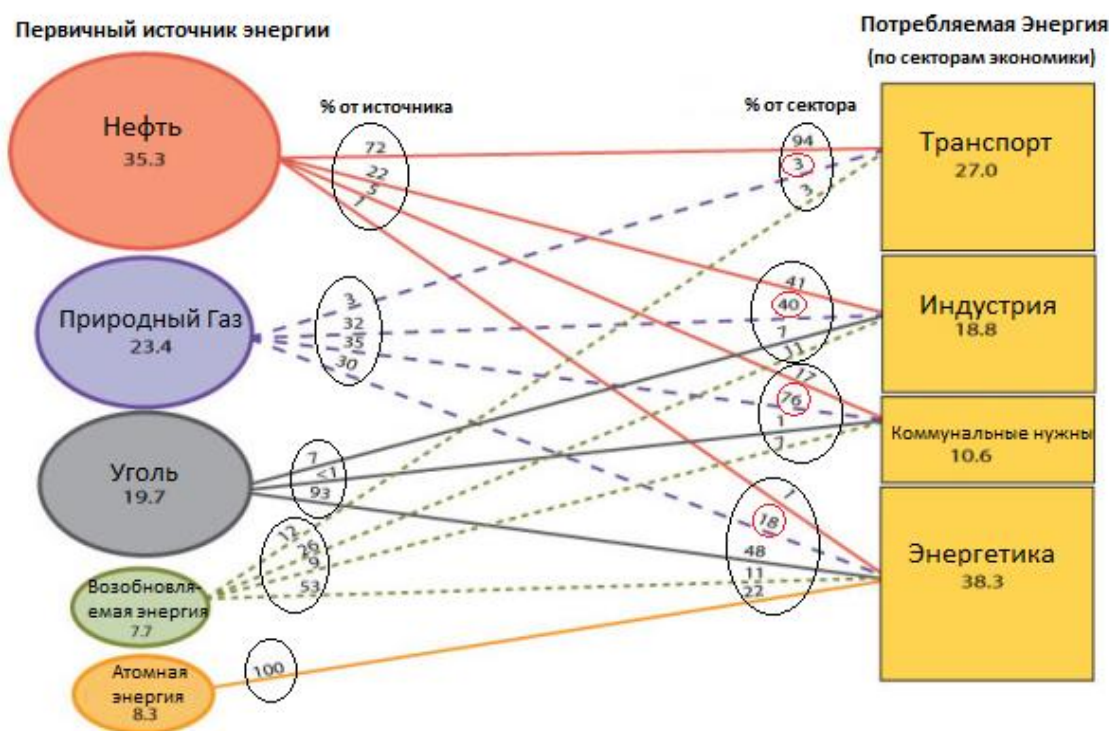 Первичный источник энергии
Потребляемая Энергия
(по секторам экономики)
% от источника
% от сектора
Нефть
35.3
72
22
5
1
94
3
3
Транспорт
27.0
Природный Газ
23.4
3
32
35
30
41
40
7
11
Индустрия
18.8
17
76
1
7
Коммунальные нужны
10.6
Уголь
19.7
7
<1
93
1
18
48
11
22
Энергетика
38.3
Возобновля-
емая энергия
7.7
12
26
9
53
Атомная
энергия
8.3
100